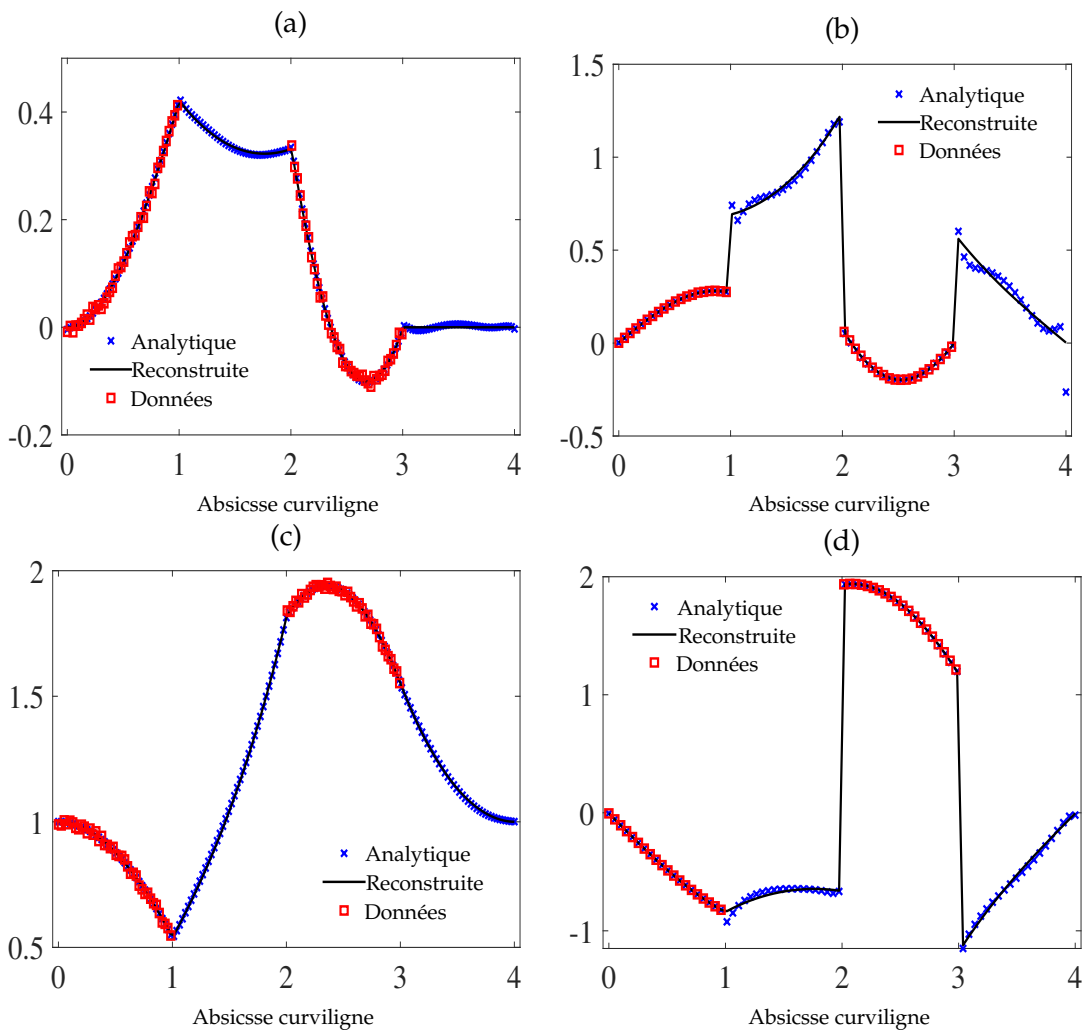 (a)
0.4
0.2
0
-0.2
0
1
2
3
4
Analytique
Reconstruite
Données
Absicsse curviligne
(b)
1.5
1
0.5
0
-0.5
0
1
2
3
4
Analytique
Reconstruite
Données
Absicsse curviligne
(c)
2
1.5
1
0.5
0
1
2
3
4
Analytique
Reconstruite
Données
Absicsse curviligne
(d)
2
1
0
-1
0
1
2
3
4
Analytique
Reconstruite
Données
Absicsse curviligne